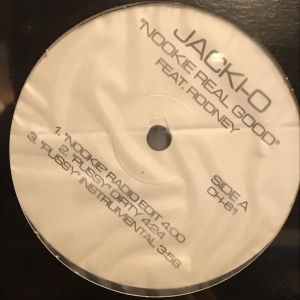 JACKI-O
"NOOKIE REAL GOOD"
FEAT. RODNEY
SIDE A
CH-61
1. "NOOKIE" RADIO EDIT 4:00
2. "PUSSY" DIRTY 4:24
3. "PUSSY" INSTRUMENTAL 3:58